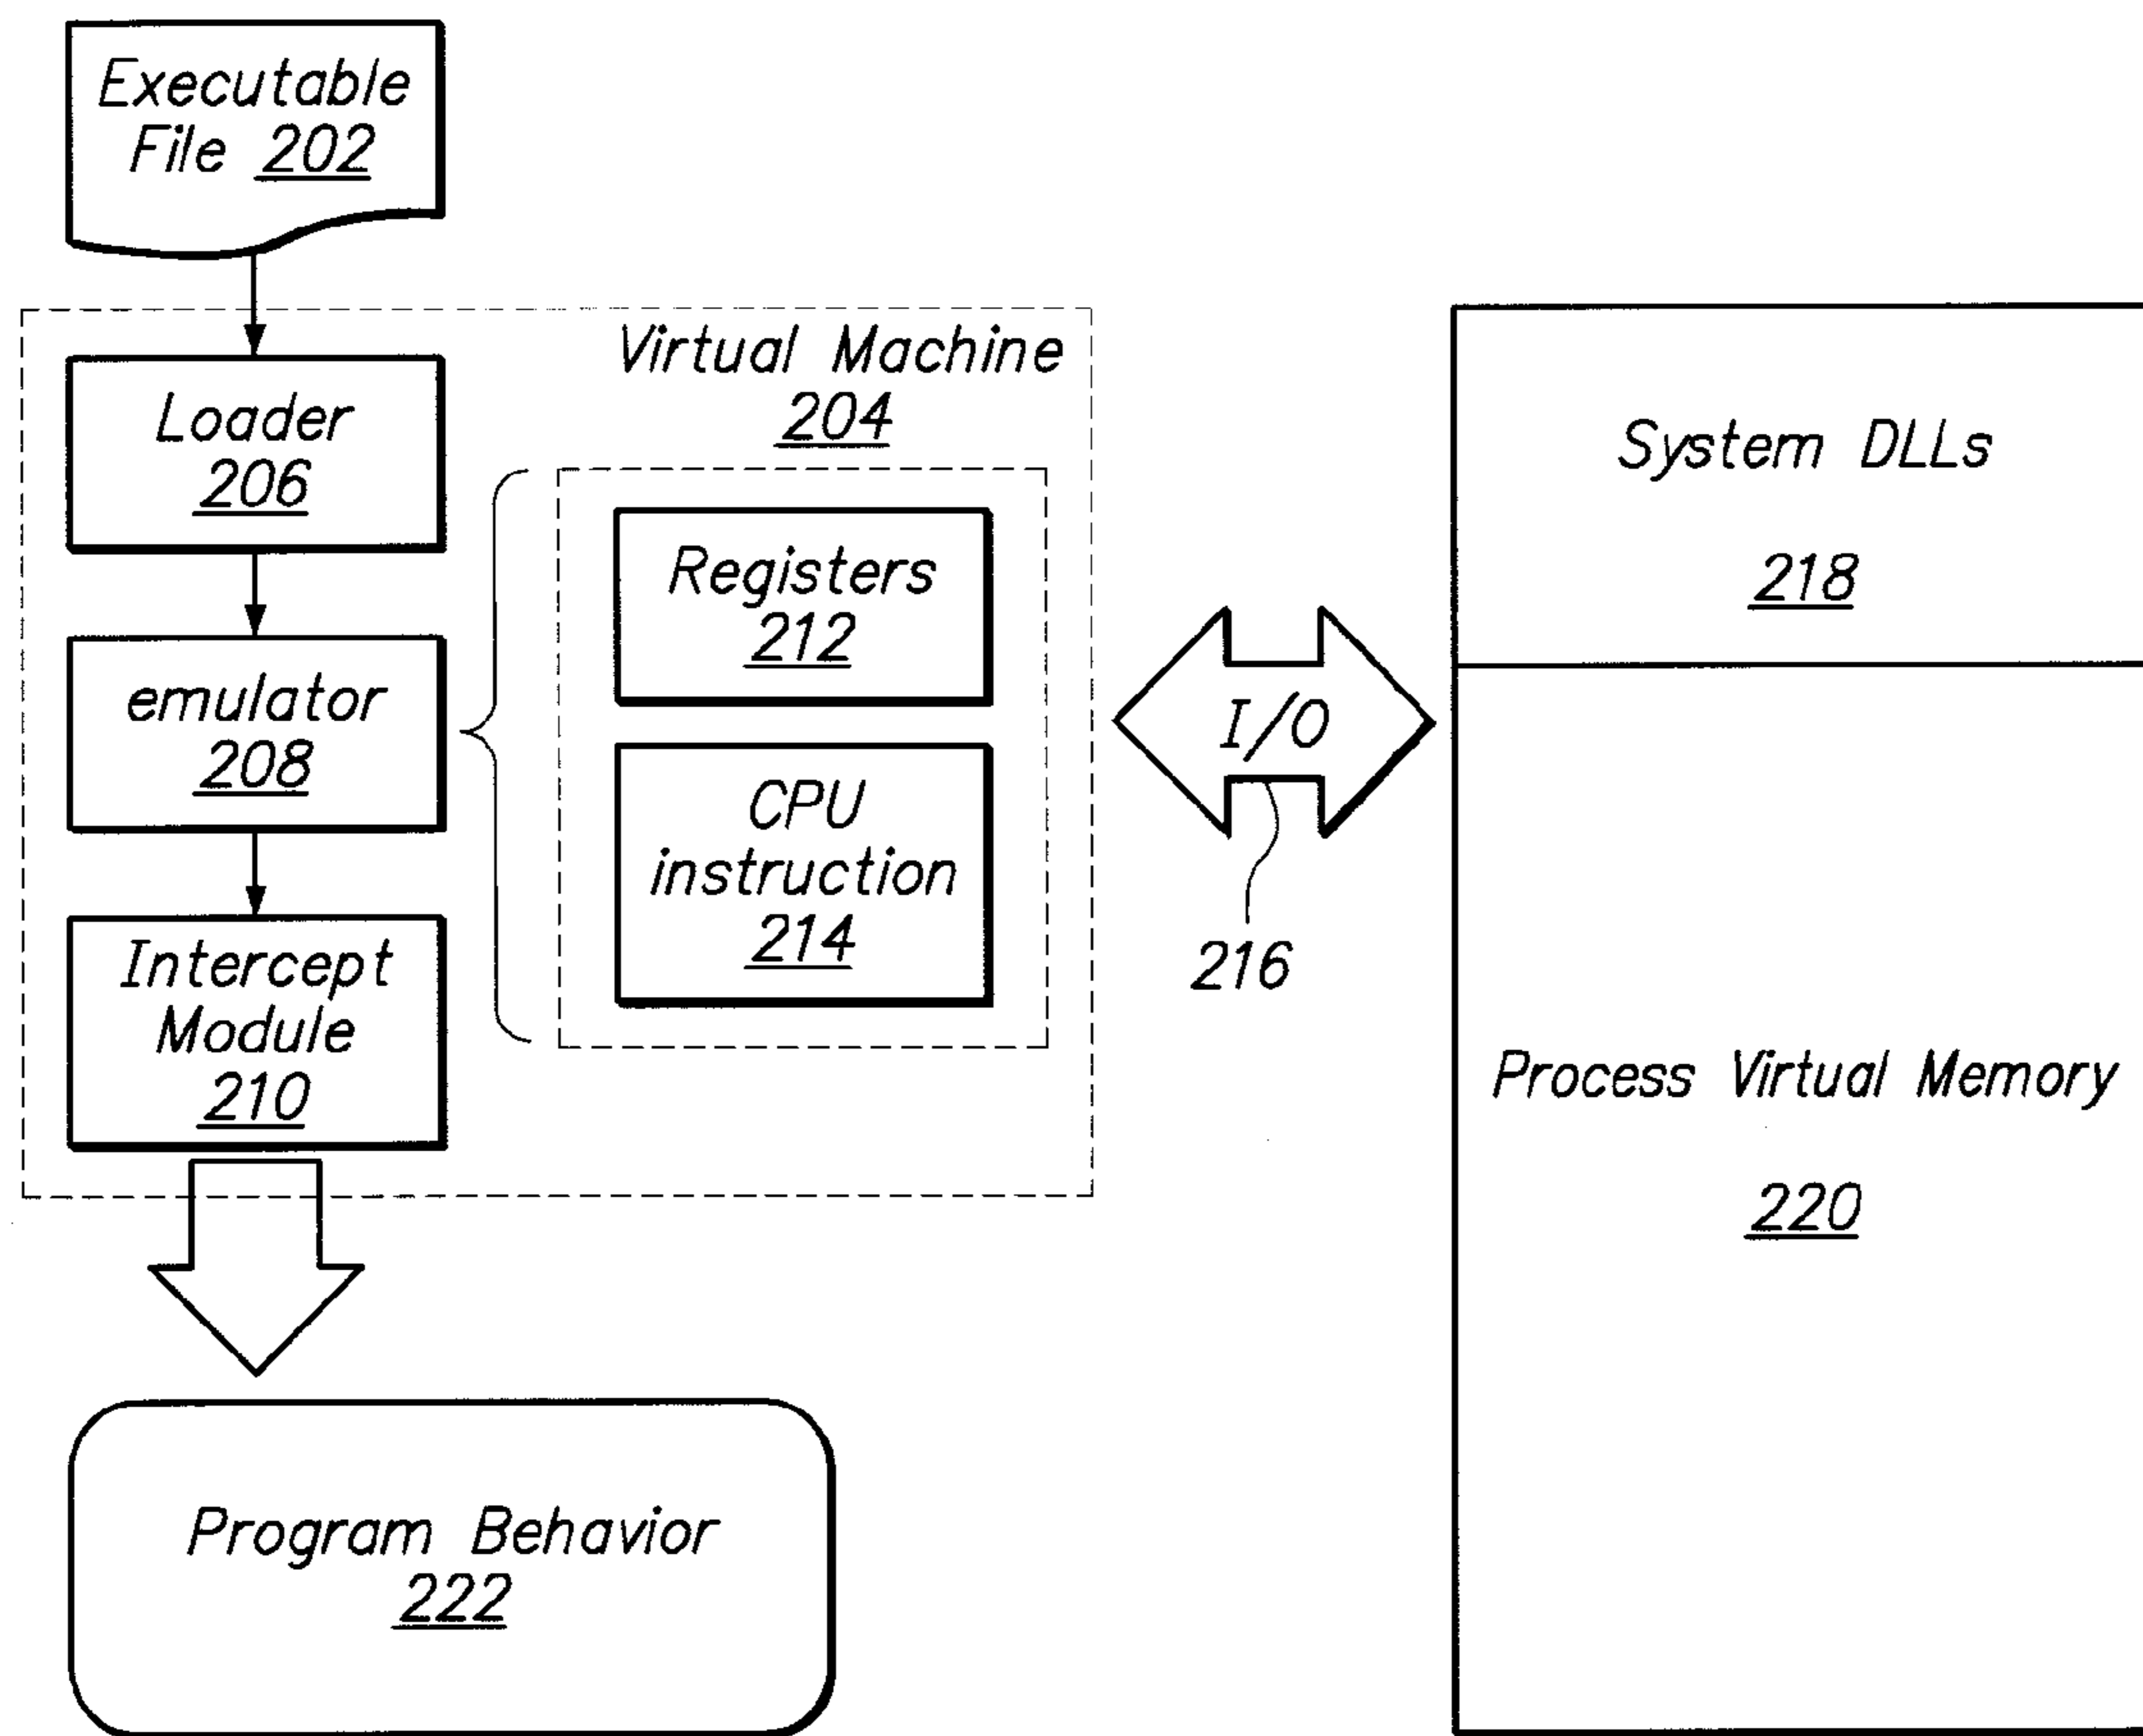 Executable
File 202
Virtual Machine
204
Loader
206
emulator
208
Intercept
Module
210
Registers
212
CPU
instruction
214
I/O
216
System DLLs
218
Process Virtual Memory
220
Program Behavior
222